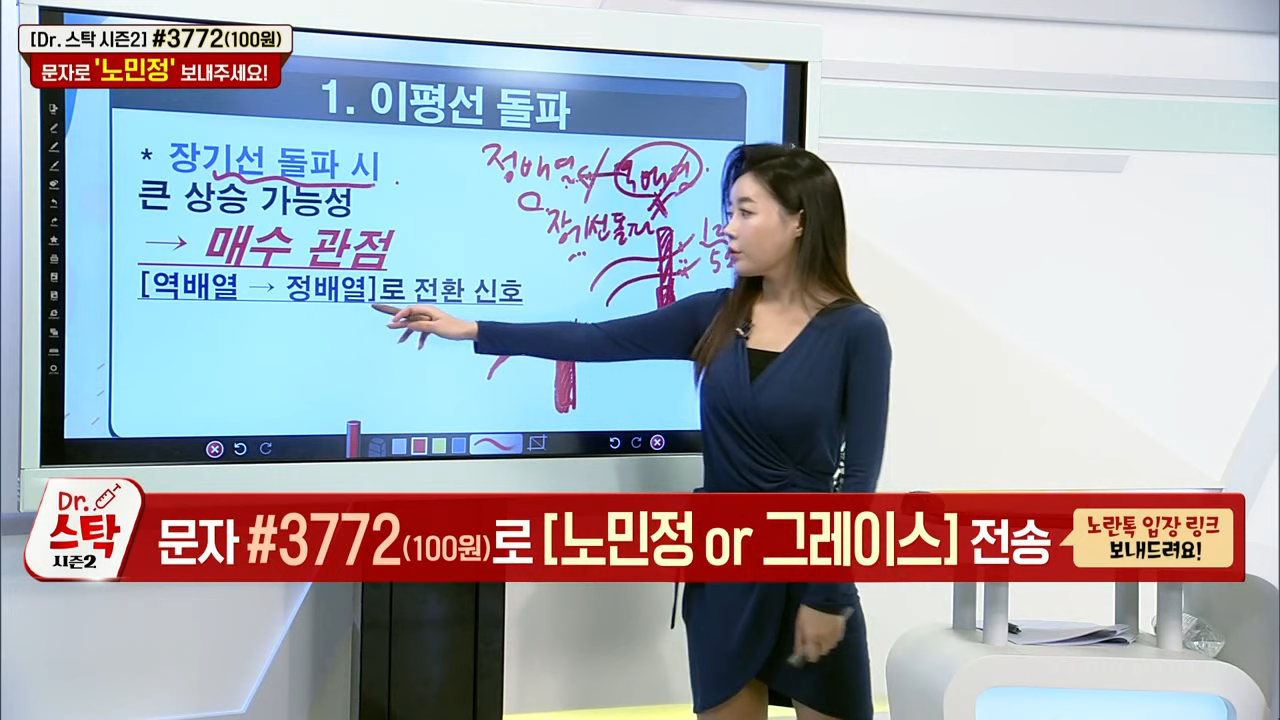 [Dr. 스탁 시즌2] #3772(100원)
문자로 '노민정' 보내주세요!
1. 이평선 돌파
* 장기선 돌파 시
큰 상승 가능성
→ 매수 관점
[역배열 → 정배열]로 전환 신호
정배열
장기선돌파
Dr.
스탁
시즌2
문자 #3772(100원)로 [노민정 or 그레이스] 전송
노란톡 입장 링크
보내드려요!